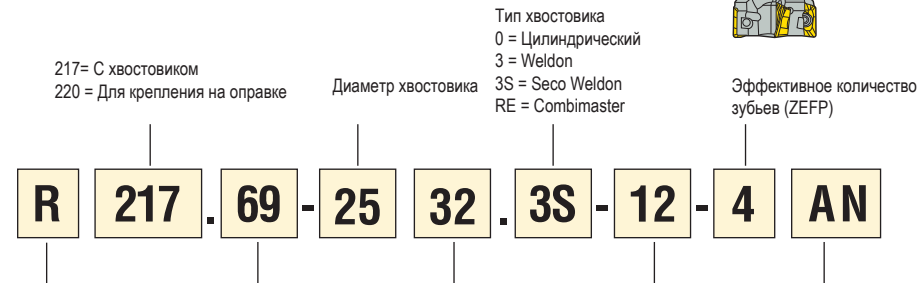 Тип хвостовика
0 = Цилиндрический
3 = Weldon
3S = Seco Weldon
RE = Combimaster
217= С хвостовиком
220 = Для крепления на оправке
Диаметр хвостовика
Эффективное количество
зубьев (ZEFP)
R 217 . 69 - 25 32 . 3S - 12 - 4 AN